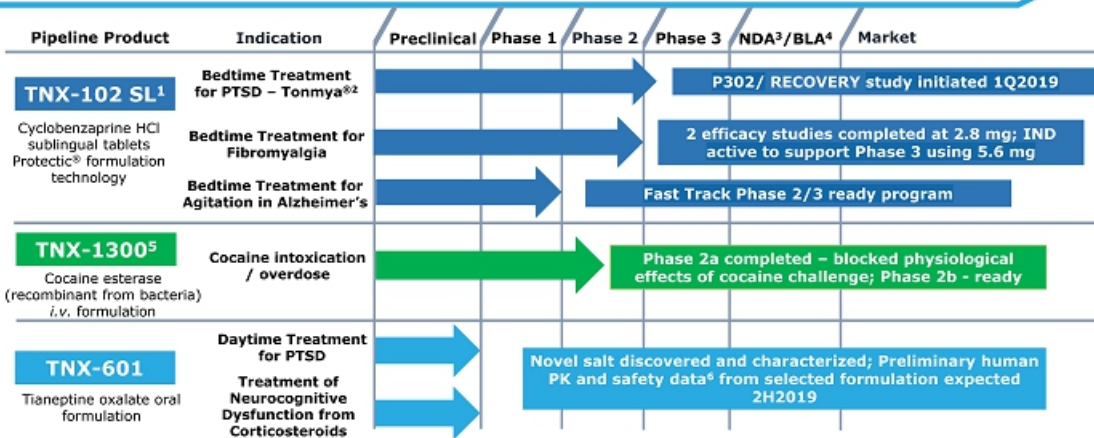 Pipeline Product Indication Preclinical Phase 1 Phase 2 Phase 3 NDA³/BLA⁴ Market
TNX-102 SL¹
Cyclobenzaprine HCl
sublingual tablets
Protectic® formulation
technology
Bedtime Treatment
for PTSD – Tonmya®²
P302/ RECOVERY study initiated 1Q2019
Bedtime Treatment for
Fibromyalgia
2 efficacy studies completed at 2.8 mg; IND
active to support Phase 3 using 5.6 mg
Bedtime Treatment for
Agitation in Alzheimer's
Fast Track Phase 2/3 ready program
TNX-1300⁵
Cocaine esterase
(recombinant from bacteria)
i.v. formulation
Cocaine intoxication
/ overdose
Phase 2a completed – blocked physiological
effects of cocaine challenge; Phase 2b - ready
TNX-601
Tianeptine oxalate oral
formulation
Daytime Treatment
for PTSD
Treatment of
Neurocognitive
Dysfunction from
Corticosteroids
Novel salt discovered and characterized; Preliminary human
PK and safety data⁶ from selected formulation expected
2H2019